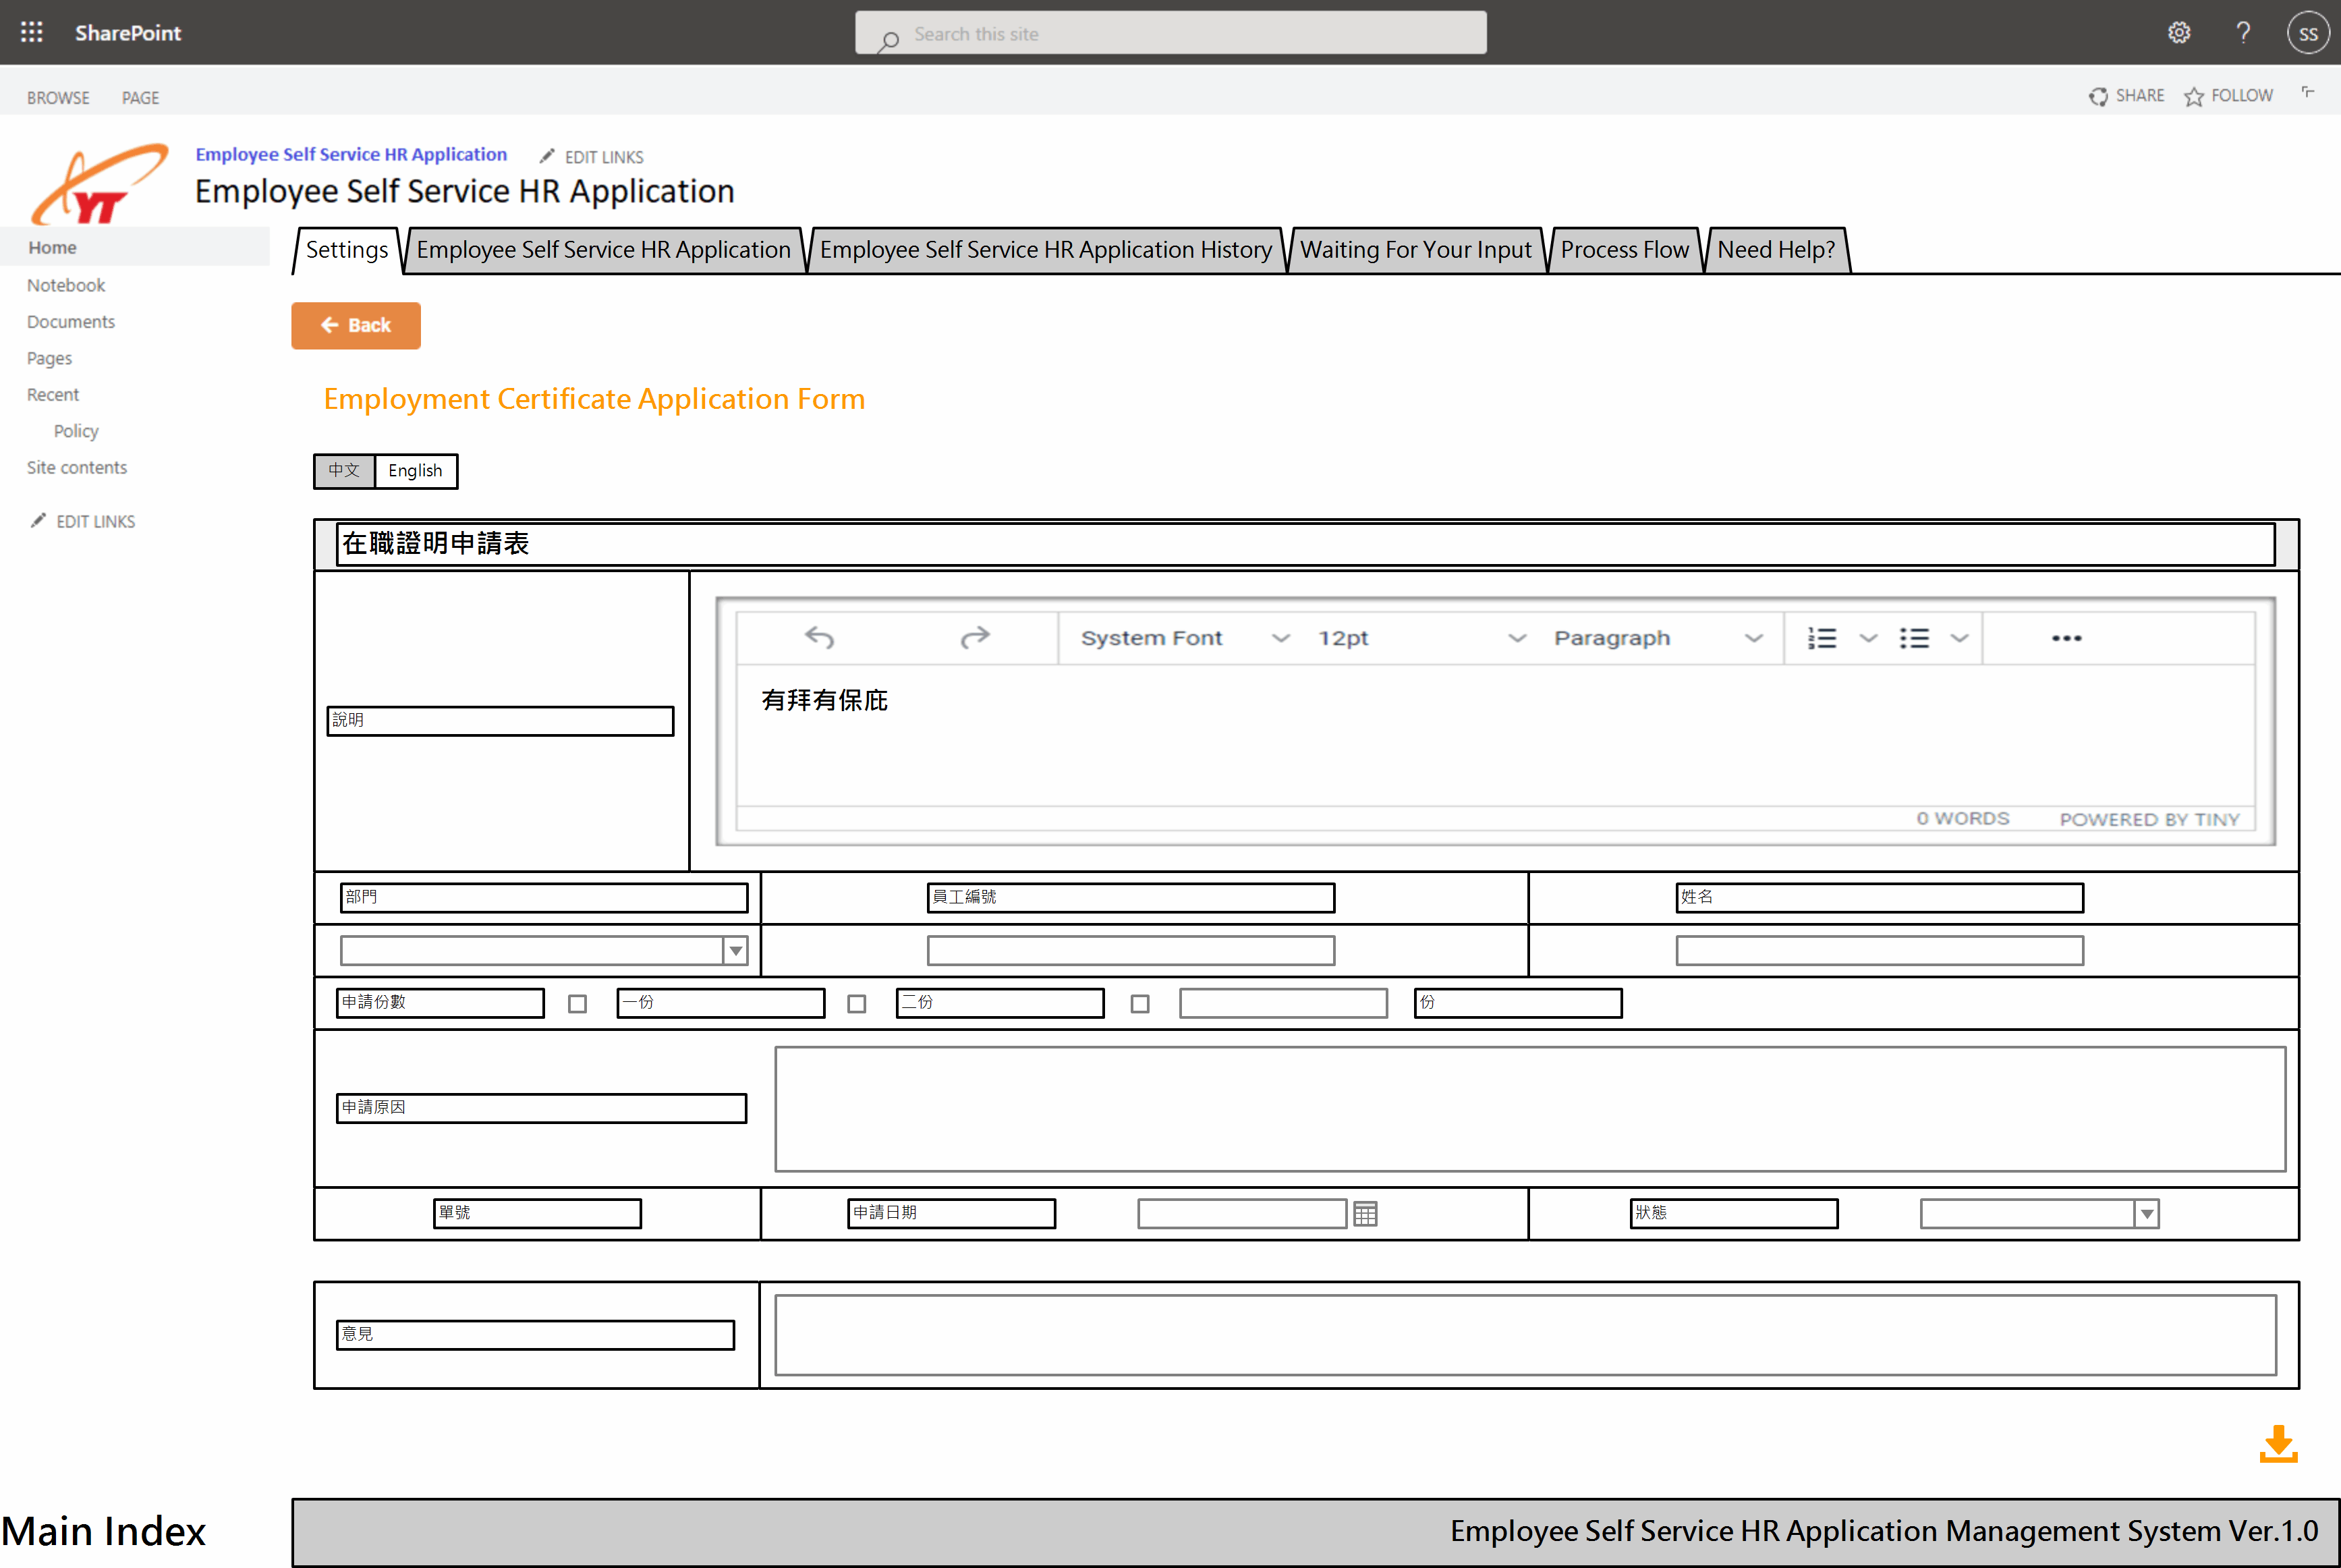 SharePoint
Search this site
?
SS
BROWSE PAGE
SHARE FOLLOW
YT
Employee Self Service HR Application
EDIT LINKS
Employee Self Service HR Application
Home
Notebook
Documents
Pages
Recent
Policy
Site contents
EDIT LINKS
Settings
Employee Self Service HR Application
Employee Self Service HR Application History
Waiting For Your Input
Process Flow
Need Help?
Back
Employment Certificate Application Form
中文
English
在職證明申請表
說明
System Font 12pt Paragraph
有拜有保庇
0 WORDS POWERED BY TINY
部門 員工編號 姓名
申請份數 一份 二份 份
申請原因
單號 申請日期 狀態
意見
Main Index
Employee Self Service HR Application Management System Ver.1.0